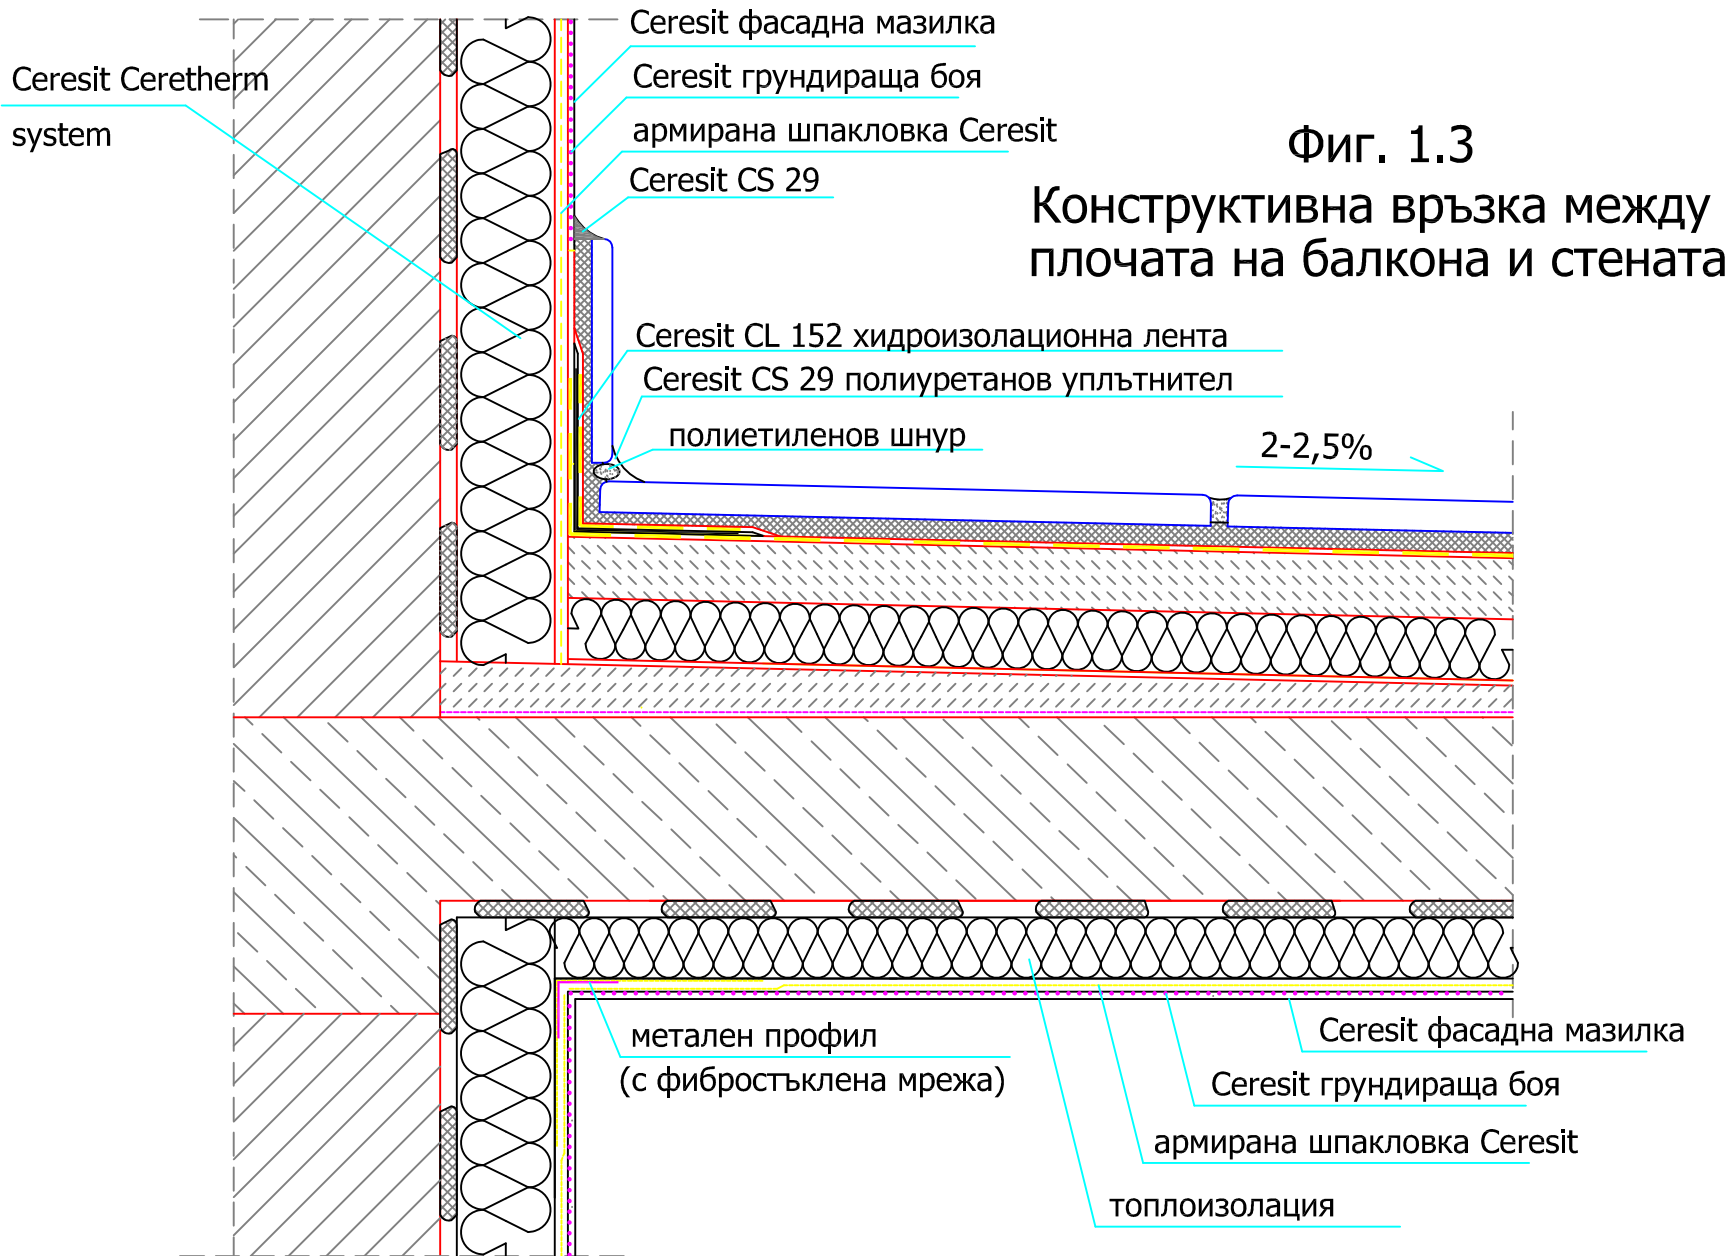 Ceresit фасадна мазилка
Ceresit Ceretherm
system
Ceresit грундираща боя
армирана шпакловка Ceresit
Ceresit CS 29
Фиг. 1.3
Конструктивна връзка между
плочата на балкона и стената
Ceresit CL 152 хидроизолационна лента
Ceresit CS 29 полиуретанов уплътнител
полиетиленов шнур
2-2,5%
метален профил
(с фибростъклена мрежа)
Ceresit фасадна мазилка
Ceresit грундираща боя
армирана шпакловка Ceresit
топлоизолация